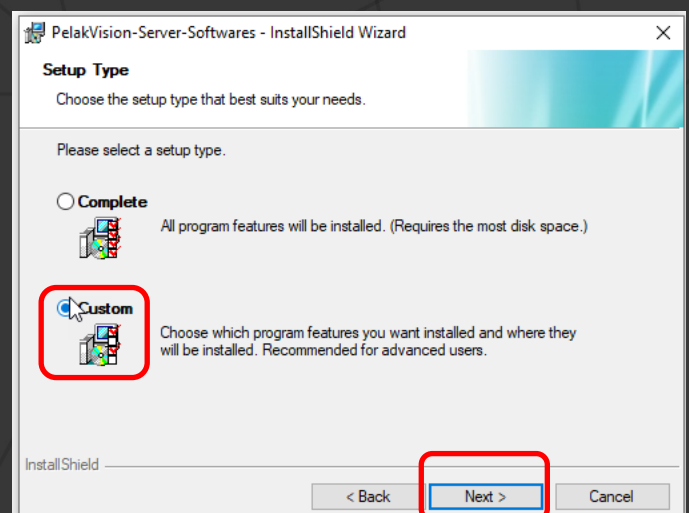 PelakVision-Server-Softwares - InstallShield Wizard
Setup Type
Choose the setup type that best suits your needs.
Please select a setup type.
Complete
All program features will be installed. (Requires the most disk space.)
Custom
Choose which program features you want installed and where they
will be installed. Recommended for advanced users.
InstallShield
< Back Next > Cancel